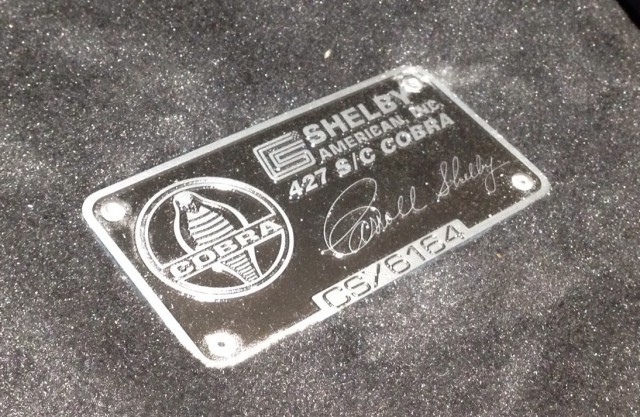 SHELBY
AMERICAN, INC.
427 S/C COBRA
Carroll Shelby
COBRA
CS/6164